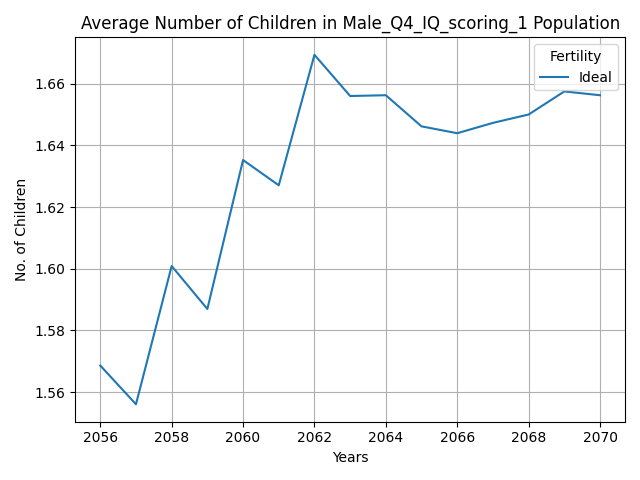 Average Number of Children in Male_Q4_IQ_scoring_1 Population
Fertility
Ideal
1.66
1.64
1.62
1.60
1.58
1.56
No. of Children
2056 2058 2060 2062 2064 2066 2068 2070
Years